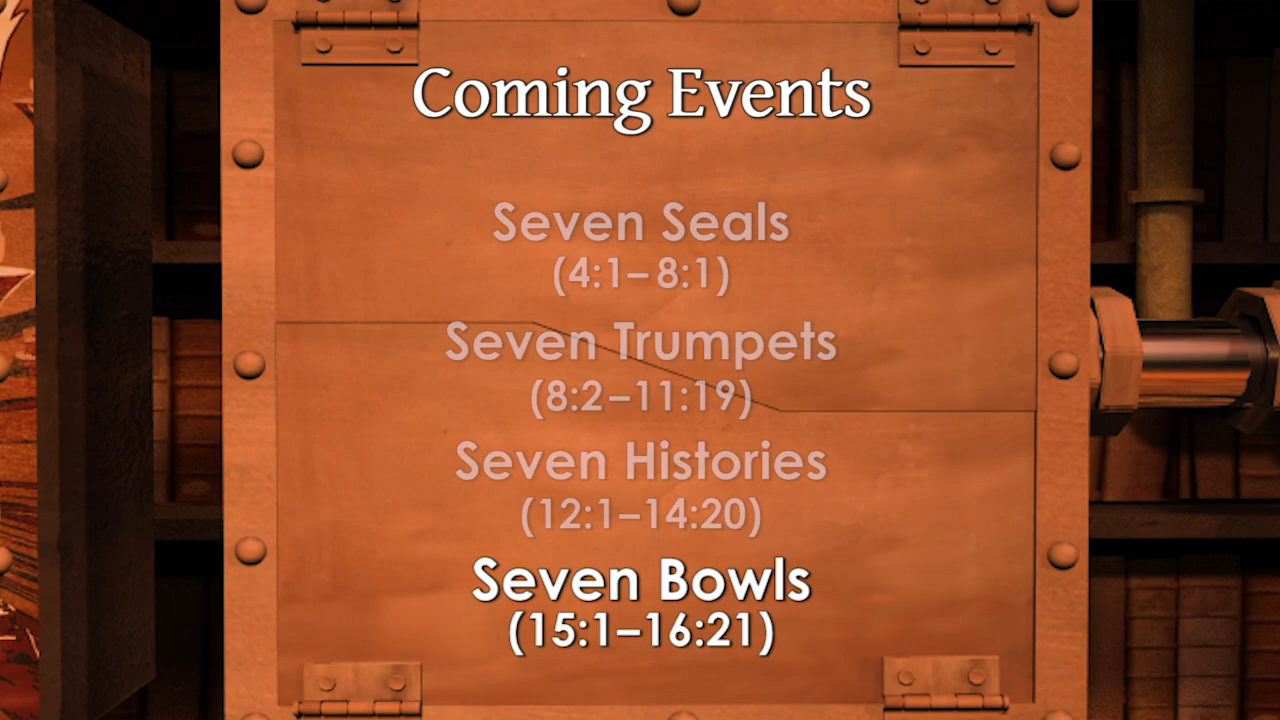 Coming Events
Seven Seals
(4:1–8:1)
Seven Trumpets
(8:2–11:19)
Seven Histories
(12:1–14:20)
Seven Bowls
(15:1–16:21)